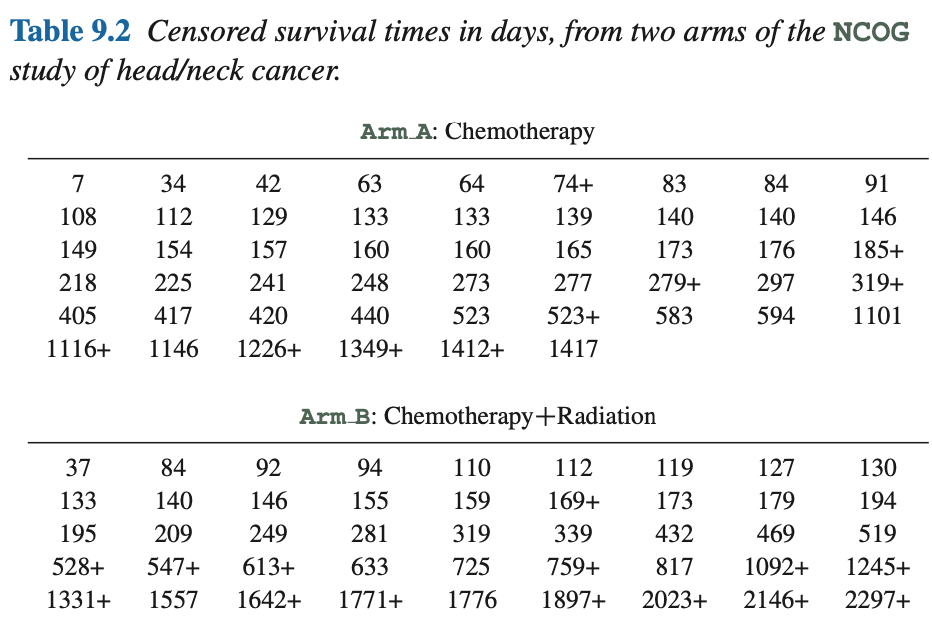 Table 9.2 Censored survival times in days, from two arms of the NCOG
study of head/neck cancer.
Arm_A: Chemotherapy
7 34 42 63 64 74+ 83 84 91
108 112 129 133 133 139 140 140 146
149 154 157 160 160 165 173 176 185+
218 225 241 248 273 277 279+ 297 319+
405 417 420 440 523 523+ 583 594 1101
1116+ 1146 1226+ 1349+ 1412+ 1417
Arm_B: Chemotherapy+Radiation
37 84 92 94 110 112 119 127 130
133 140 146 155 159 169+ 173 179 194
195 209 249 281 319 339 432 469 519
528+ 547+ 613+ 633 725 759+ 817 1092+ 1245+
1331+ 1557 1642+ 1771+ 1776 1897+ 2023+ 2146+ 2297+